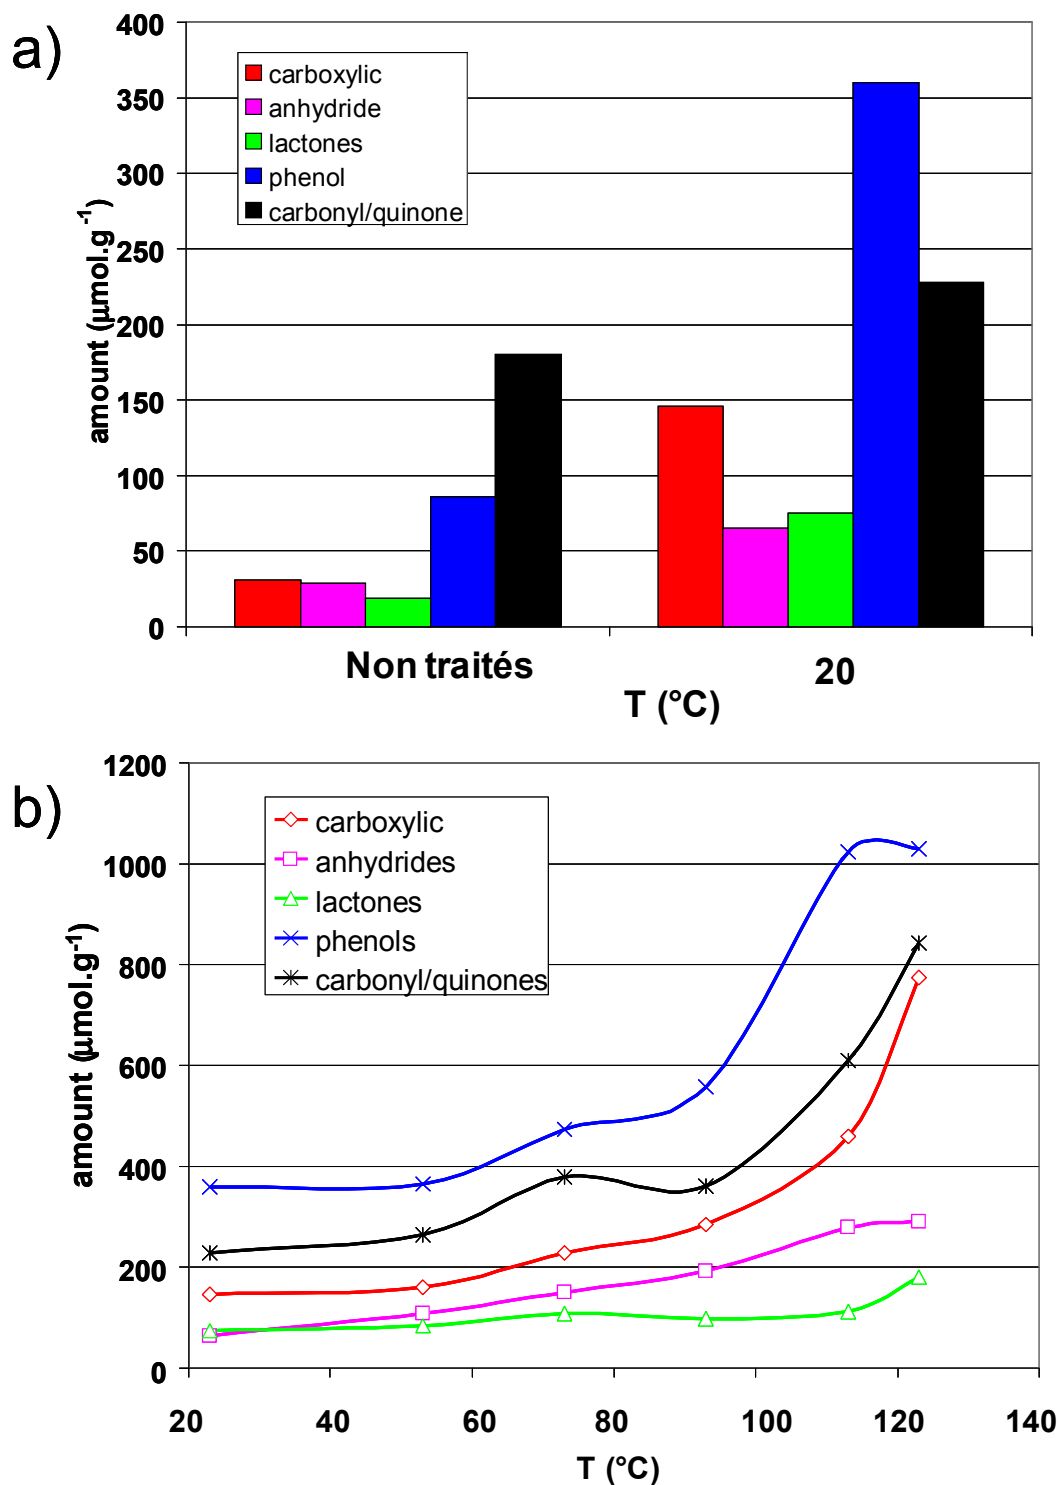 a)
400
350
300
250
200
150
100
50
0
amount (µmol.g-1)
carboxylic
anhydride
lactones
phenol
carbonyl/quinone
Non traités
20
T (°C)
b)
1200
1000
800
600
400
200
0
amount (µmol.g-1)
carboxylic
anhydrides
lactones
phenols
carbonyl/quinones
20 40 60 80 100 120 140
T (°C)